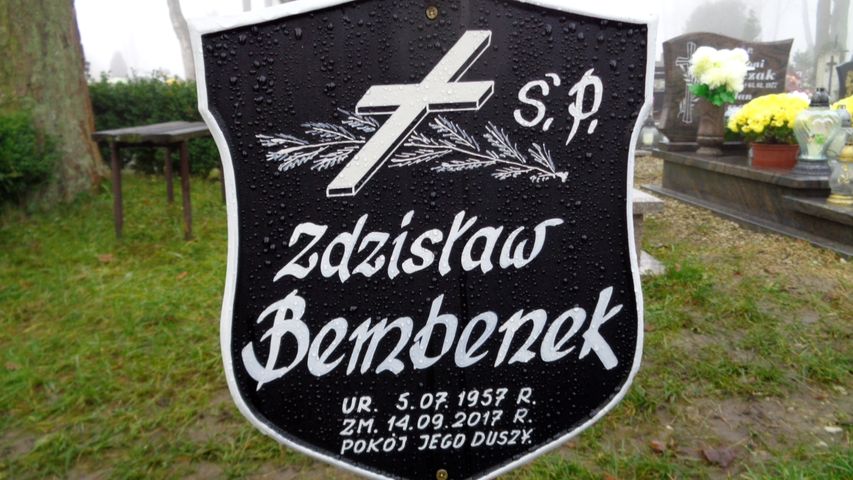 Ś.P.
Zdzisław
Bembenek
UR. 5.07.1957 R.
ZM. 14.09.2017 R.
POKÓJ JEGO DUSZY.